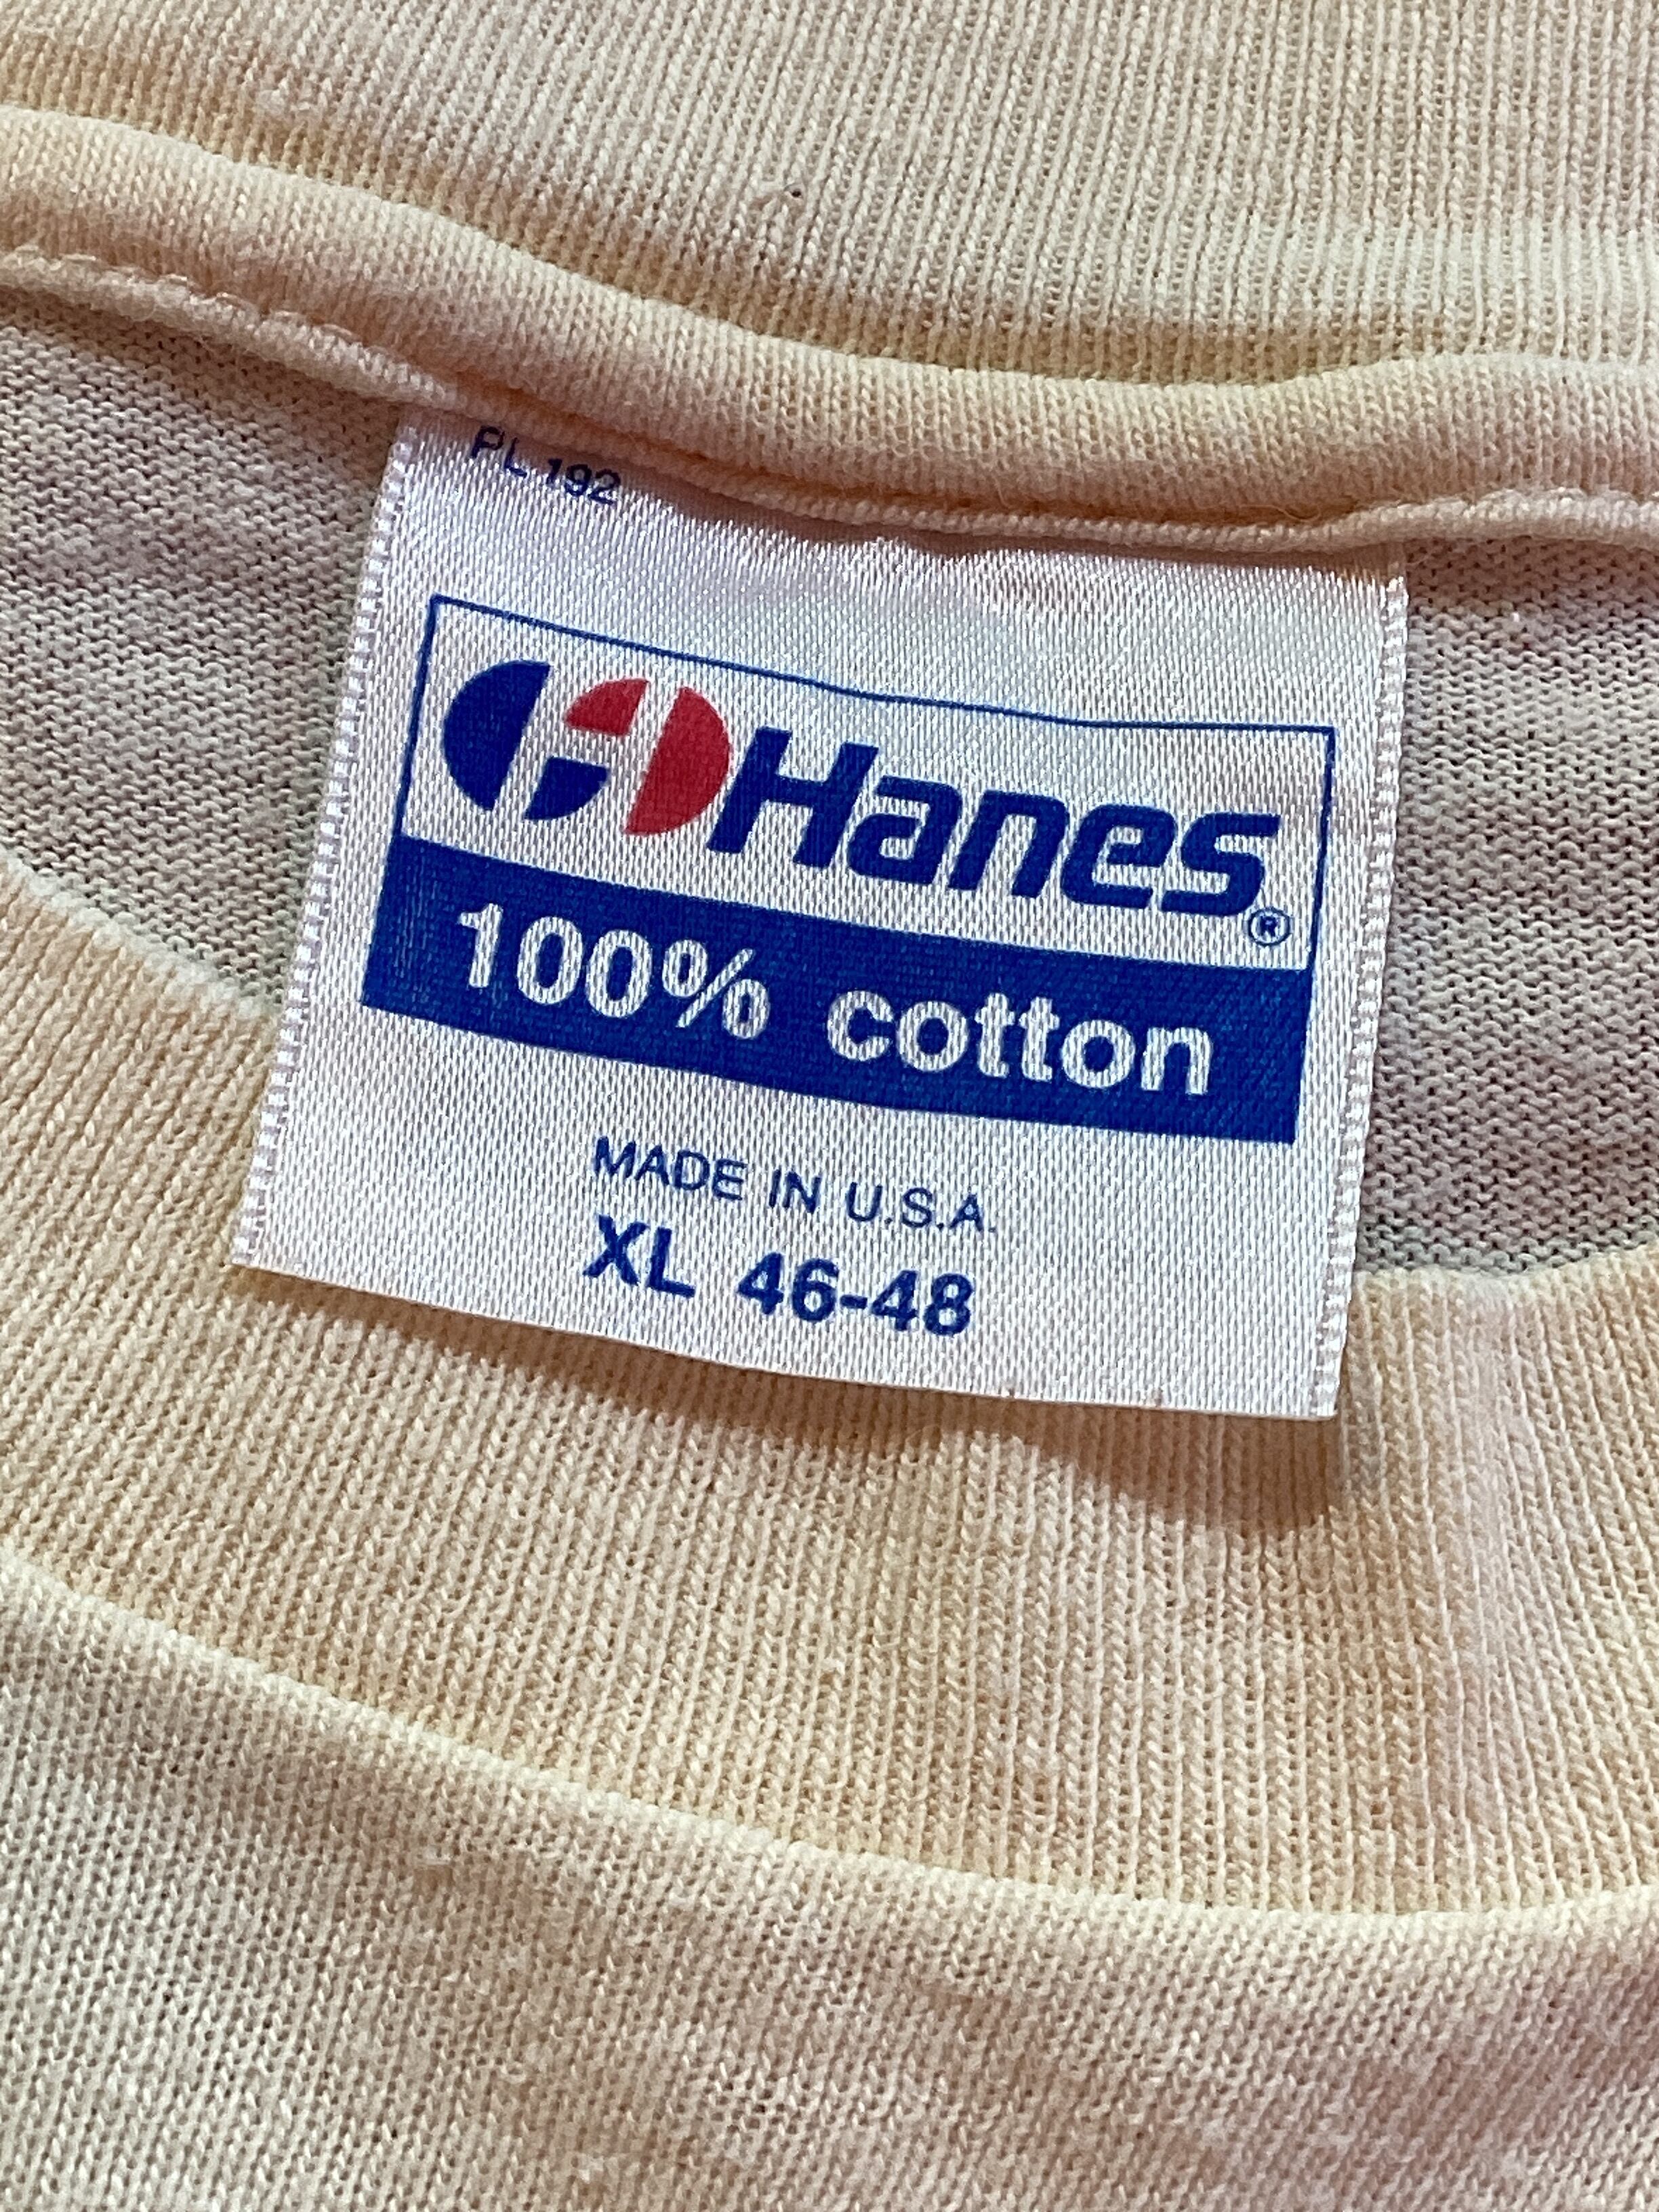 PL 192
Hanes®
100% cotton
MADE IN U.S.A.
XL 46-48